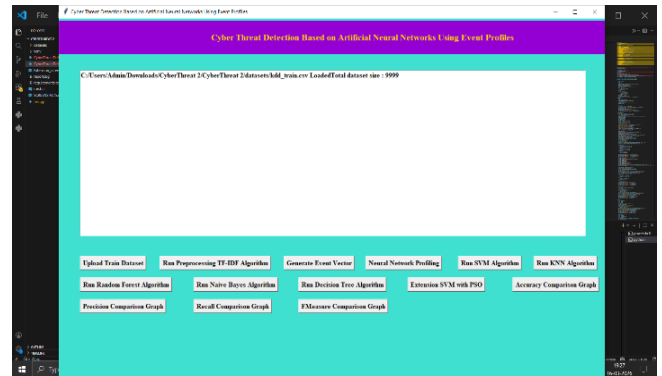 File
Cyber Threat Detection Based on Artificial Neural Networks Using Event Profiles
Cyber Threat Detection Based on Artificial Neural Networks Using Event Profiles
C:/Users/Admin/Downloads/CyberThreat 2/CyberThreat 2/datasets/kdd_train.csv LoadedTotal dataset size : 9999
Upload Train Dataset
Run Preprocessing TF-IDF Algorithm
Generate Event Vector
Neural Network Profiling
Run SVM Algorithm
Run KNN Algorithm
Run Random Forest Algorithm
Run Naive Bayes Algorithm
Run Decision Tree Algorithm
Extension SVM with PSO
Accuracy Comparison Graph
Precision Comparison Graph
Recall Comparison Graph
FMeasure Comparison Graph
19:27